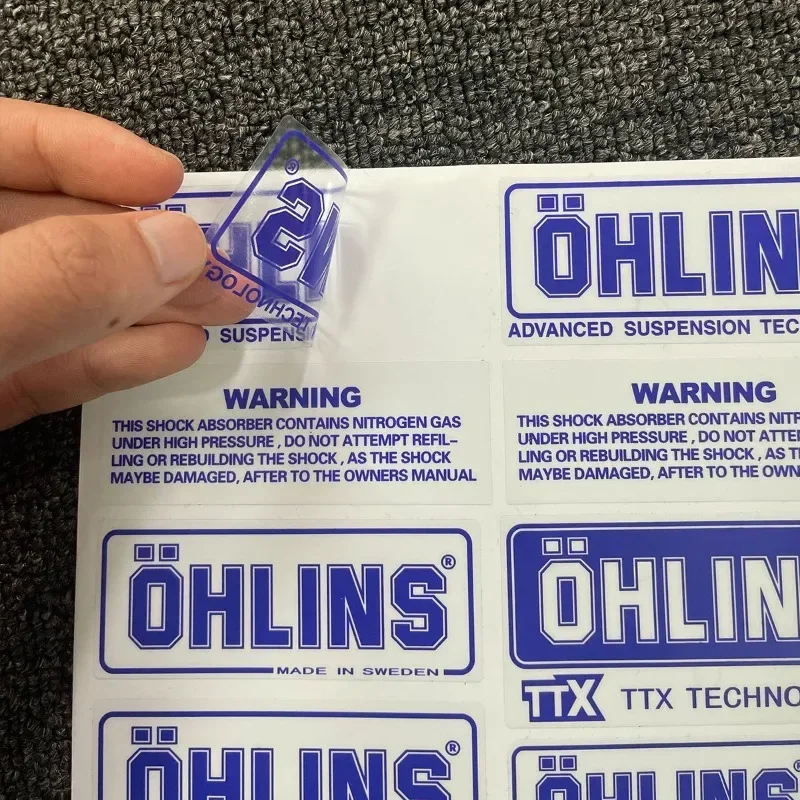 ÖHLIN
ADVANCED SUSPENSION TEC
S®
TECHNOLOGY
SUSPENS
WARNING
THIS SHOCK ABSORBER CONTAINS NITROGEN GAS
UNDER HIGH PRESSURE , DO NOT ATTEMPT REFIL–
LING OR REBUILDING THE SHOCK , AS THE SHOCK
MAYBE DAMAGED, AFTER TO THE OWNERS MANUAL
WARNING
THIS SHOCK ABSORBER CONTAINS NITR
UNDER HIGH PRESSURE , DO NOT ATTE
LING OR REBUILDING THE SHOCK , AS T
MAYBE DAMAGED, AFTER TO THE OWN
ÖHLINS®
MADE IN SWEDEN
ÖHLIN
TTX TTX TECHNO
ÖHLINS®
ÖHLINS